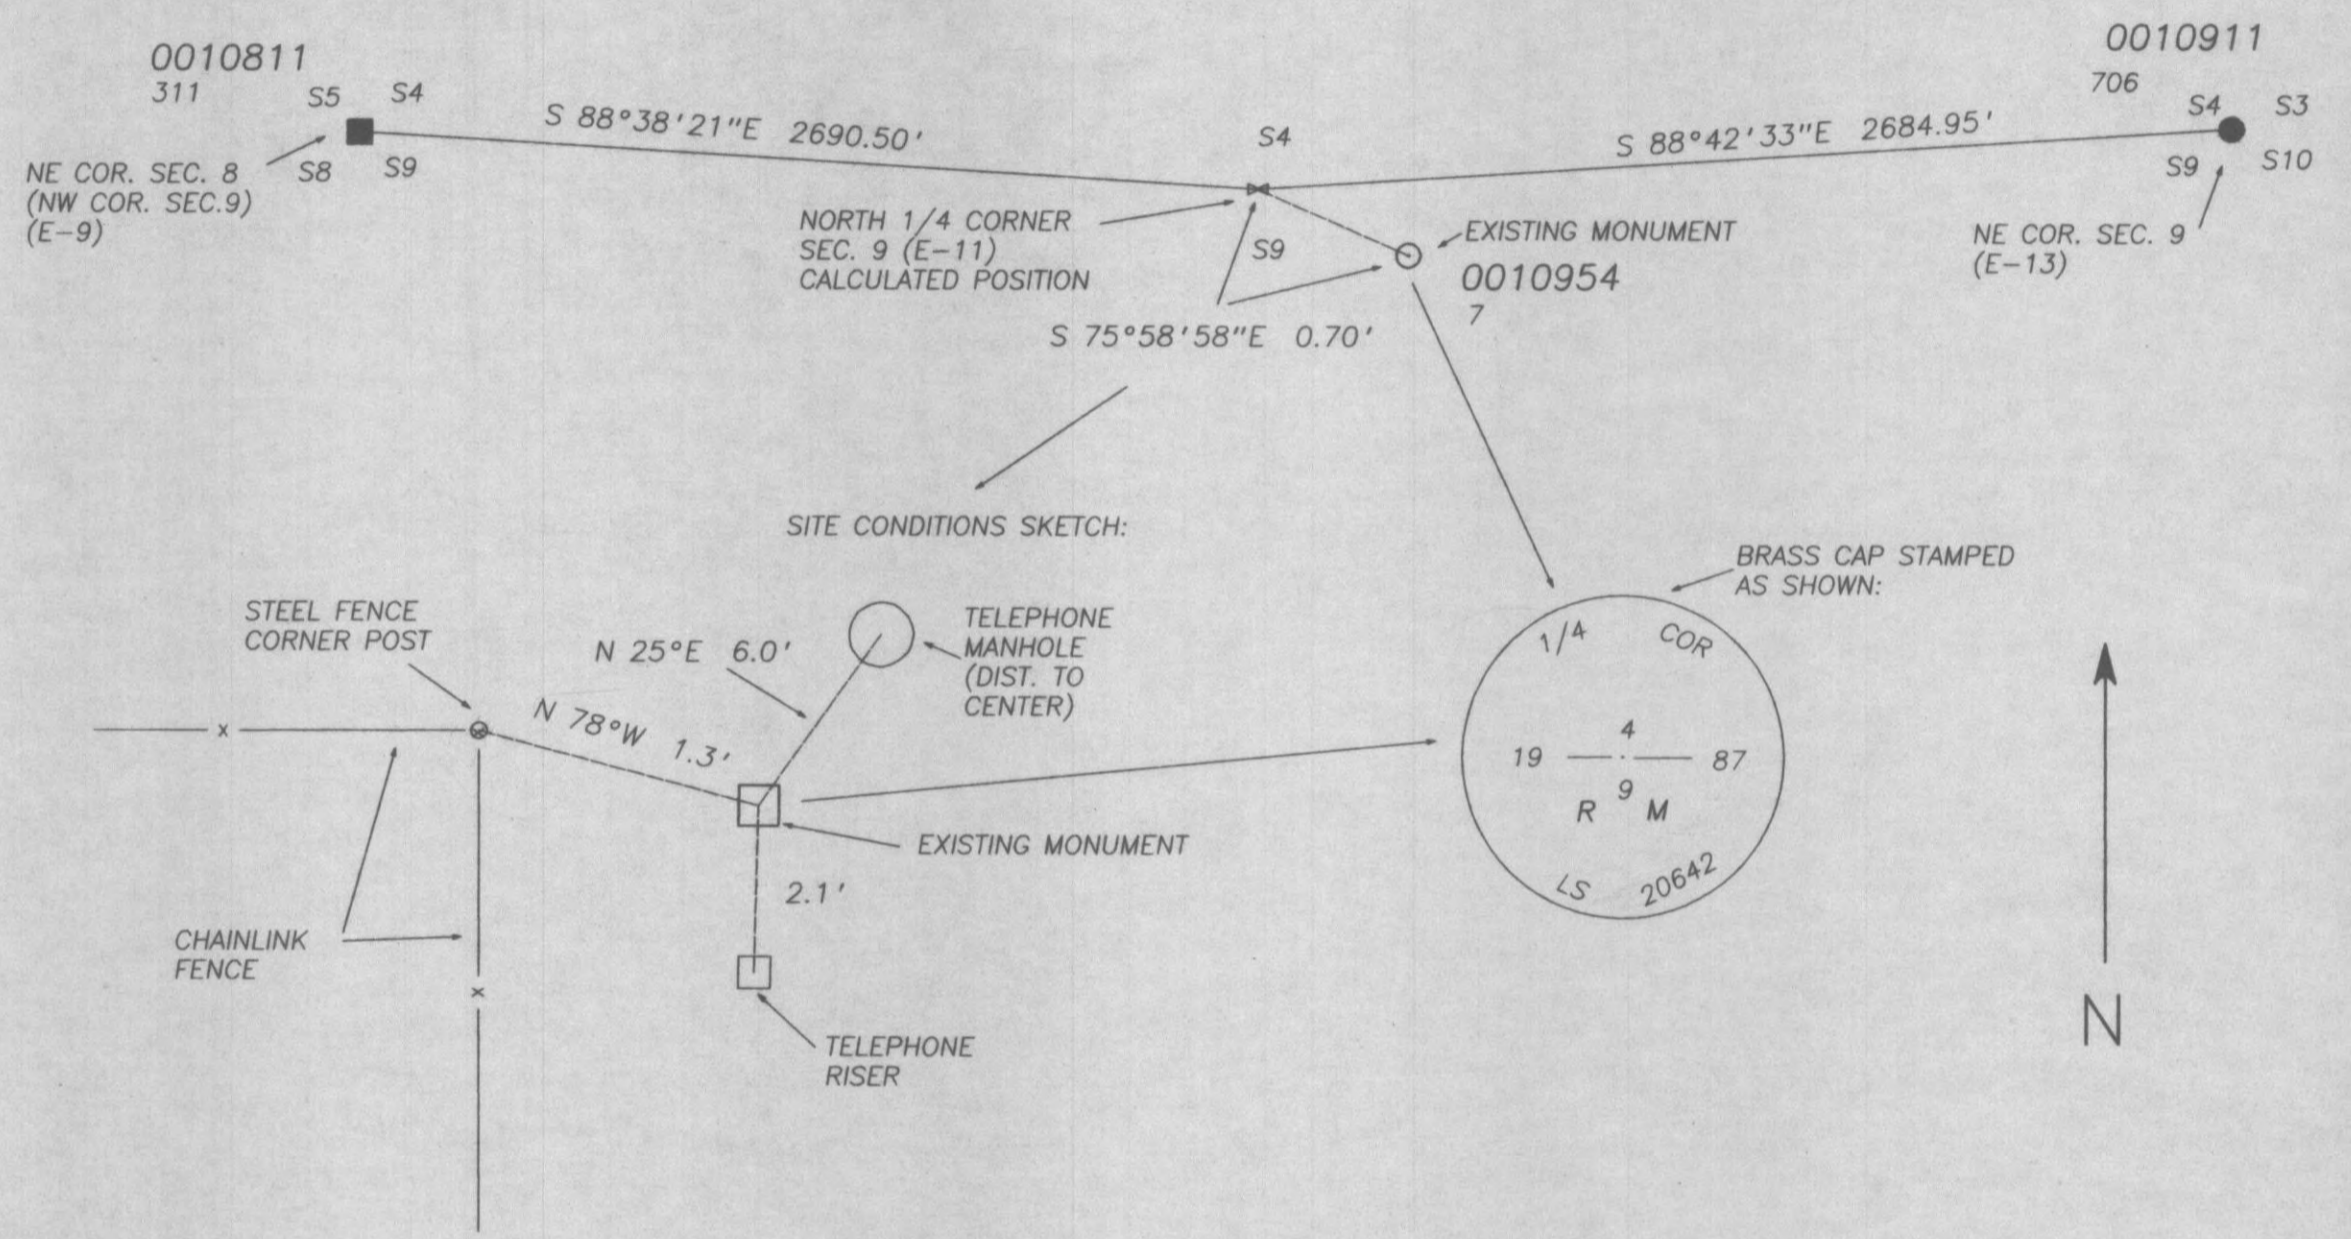 0010811
311
S5 S4
S8 S9
NE COR. SEC. 8
(NW COR. SEC.9)
(E-9)
S 88°38'21"E 2690.50'
S4
NORTH 1/4 CORNER
SEC. 9 (E-11)
CALCULATED POSITION
S9
S 88°42'33"E 2684.95'
0010911
706
S4 S3
S9 S10
NE COR. SEC. 9
(E-13)
EXISTING MONUMENT
0010954
7
S 75°58'58"E 0.70'
SITE CONDITIONS SKETCH:
STEEL FENCE
CORNER POST
N 25°E 6.0'
TELEPHONE
MANHOLE
(DIST. TO
CENTER)
x
N 78°W 1.3'
EXISTING MONUMENT
2.1'
CHAINLINK
FENCE
x
TELEPHONE
RISER
BRASS CAP STAMPED
AS SHOWN:
1/4 COR
4
19 87
9
R M
LS 20642
N